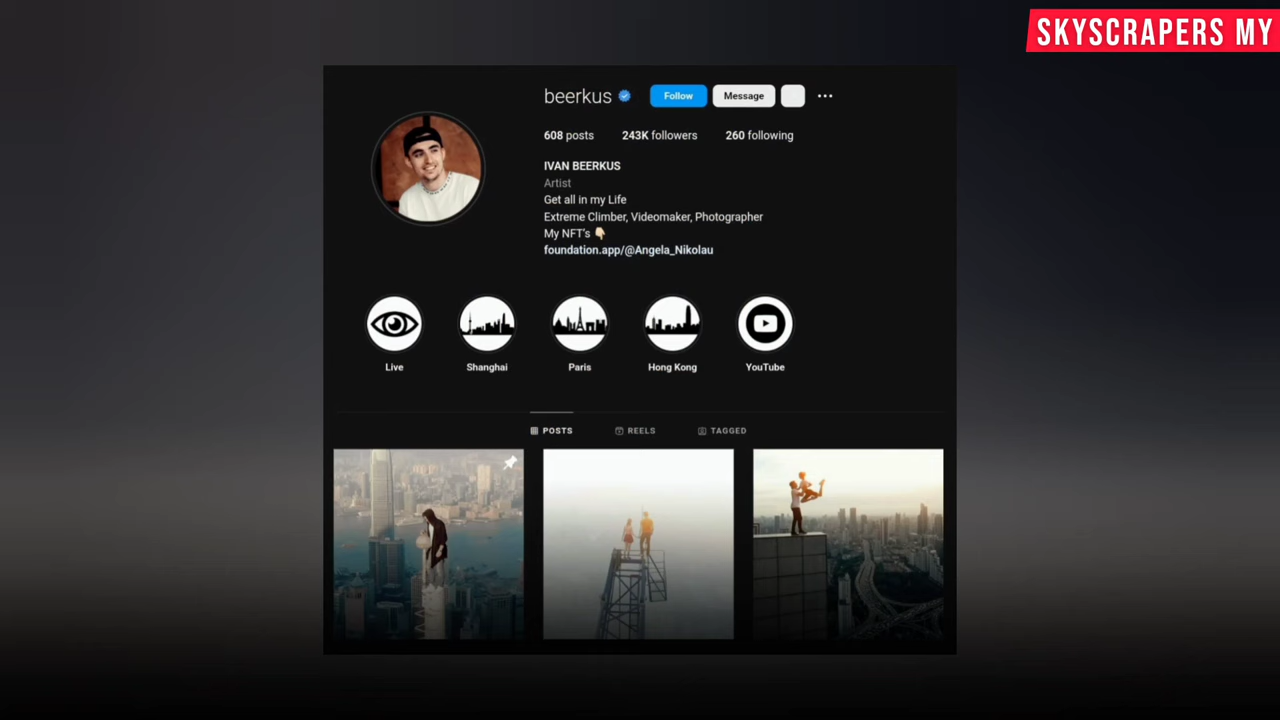 SKYSCRAPERS MY
beerkus Follow Message
608 posts 243K followers 260 following
IVAN BEERKUS
Artist
Get all in my Life
Extreme Climber, Videomaker, Photographer
My NFT's 👇🏻
foundation.app/@Angela_Nikolau
Live Shanghai Paris Hong Kong YouTube
POSTS REELS TAGGED